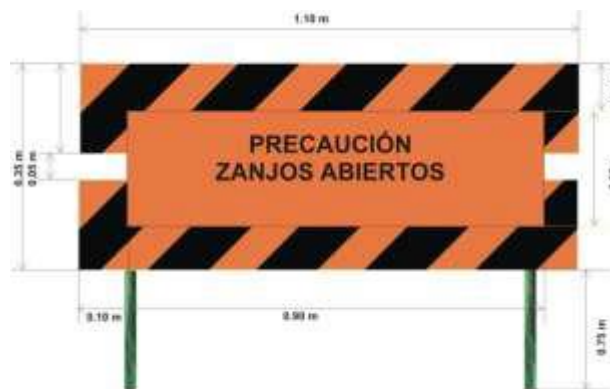 1.10 m
PRECAUCIÓN
ZANJOS ABIERTOS
0.35 m
0.05 m
0.10 m
0.90 m
0.75 m